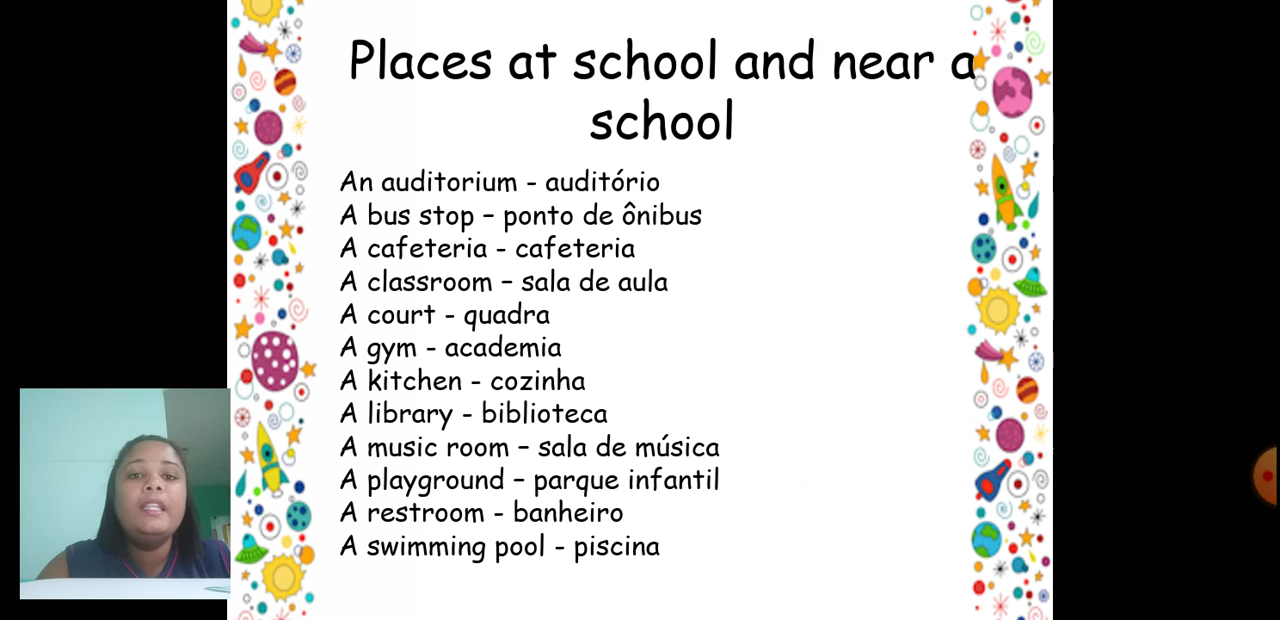 Places at school and near a
school
An auditorium - auditório
A bus stop – ponto de ônibus
A cafeteria - cafeteria
A classroom – sala de aula
A court - quadra
A gym - academia
A kitchen - cozinha
A library - biblioteca
A music room – sala de música
A playground – parque infantil
A restroom - banheiro
A swimming pool - piscina